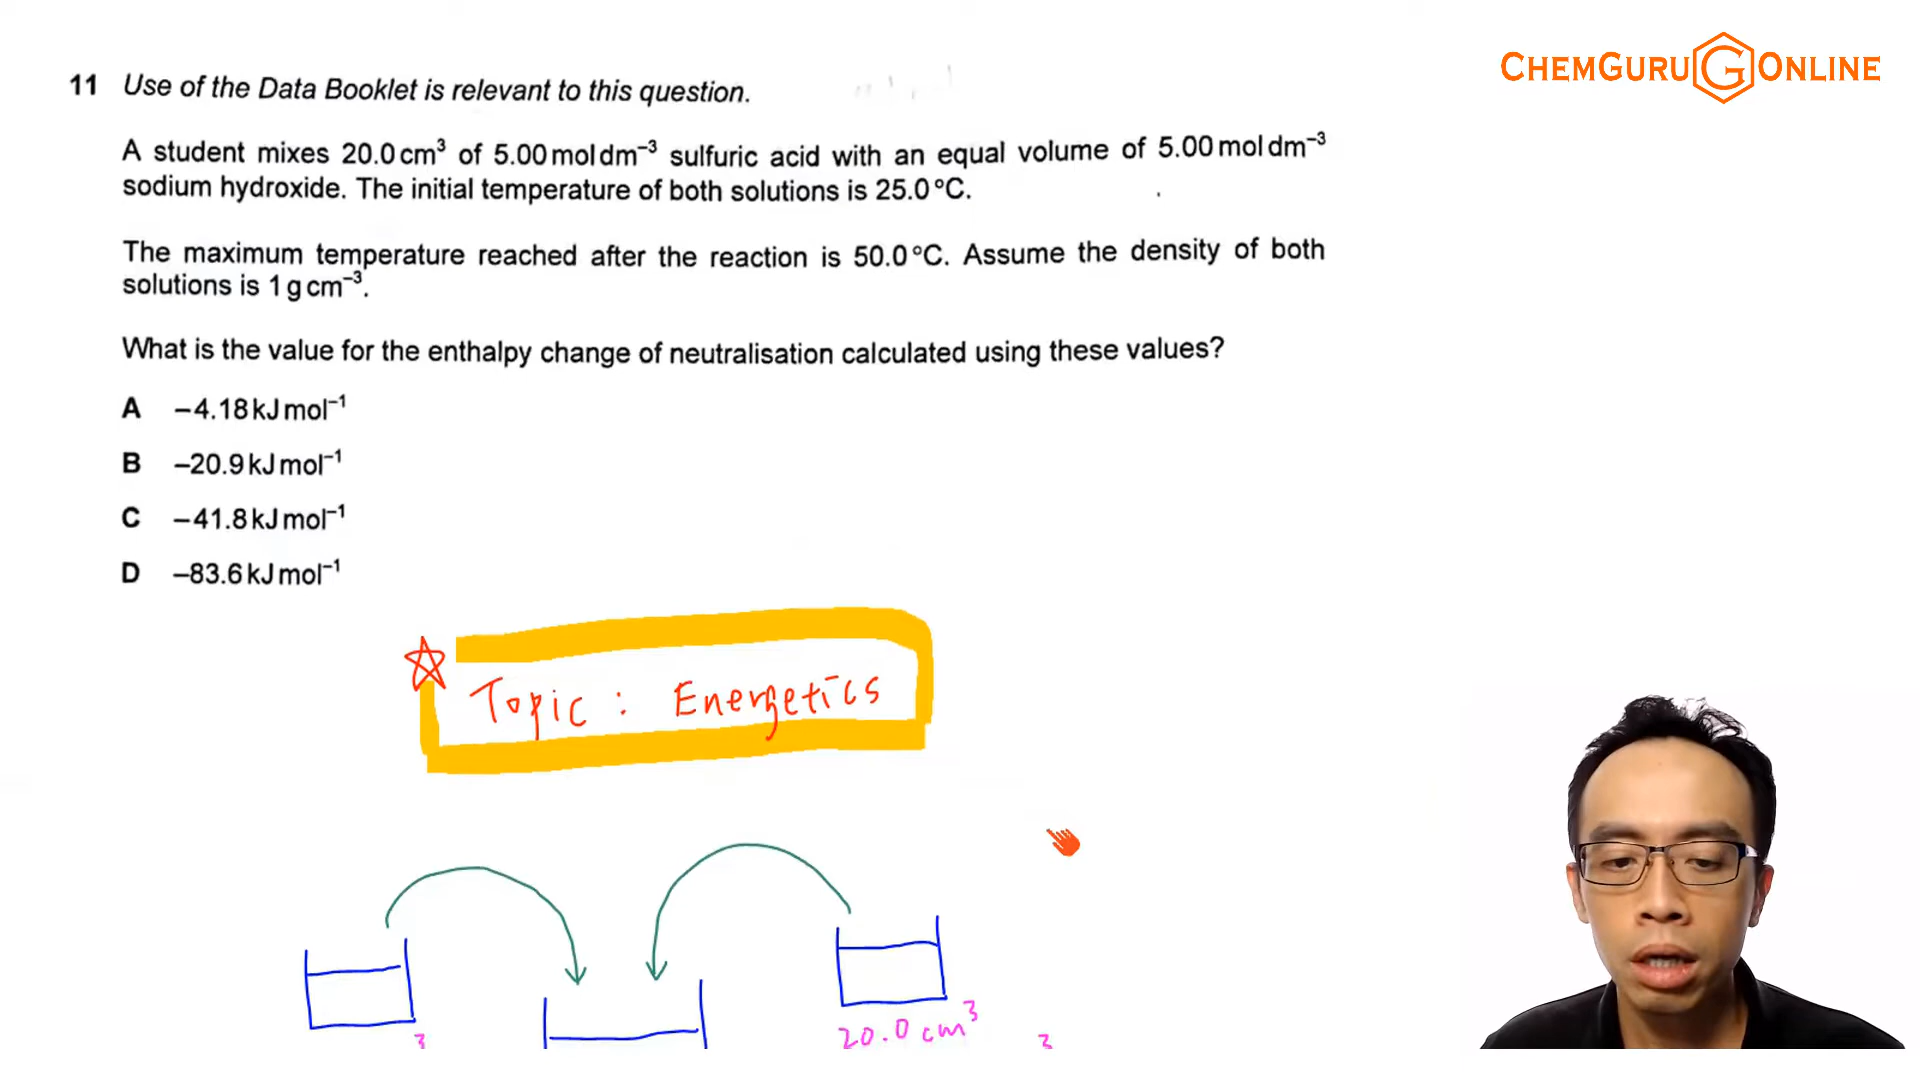 CHEMGURU G ONLINE
11 Use of the Data Booklet is relevant to this question.
A student mixes 20.0 cm³ of 5.00 mol dm⁻³ sulfuric acid with an equal volume of 5.00 mol dm⁻³
sodium hydroxide. The initial temperature of both solutions is 25.0 °C.
The maximum temperature reached after the reaction is 50.0 °C. Assume the density of both
solutions is 1 g cm⁻³.
What is the value for the enthalpy change of neutralisation calculated using these values?
A −4.18 kJ mol⁻¹
B −20.9 kJ mol⁻¹
C −41.8 kJ mol⁻¹
D −83.6 kJ mol⁻¹
Topic : Energetics
20.0 cm³
3
3